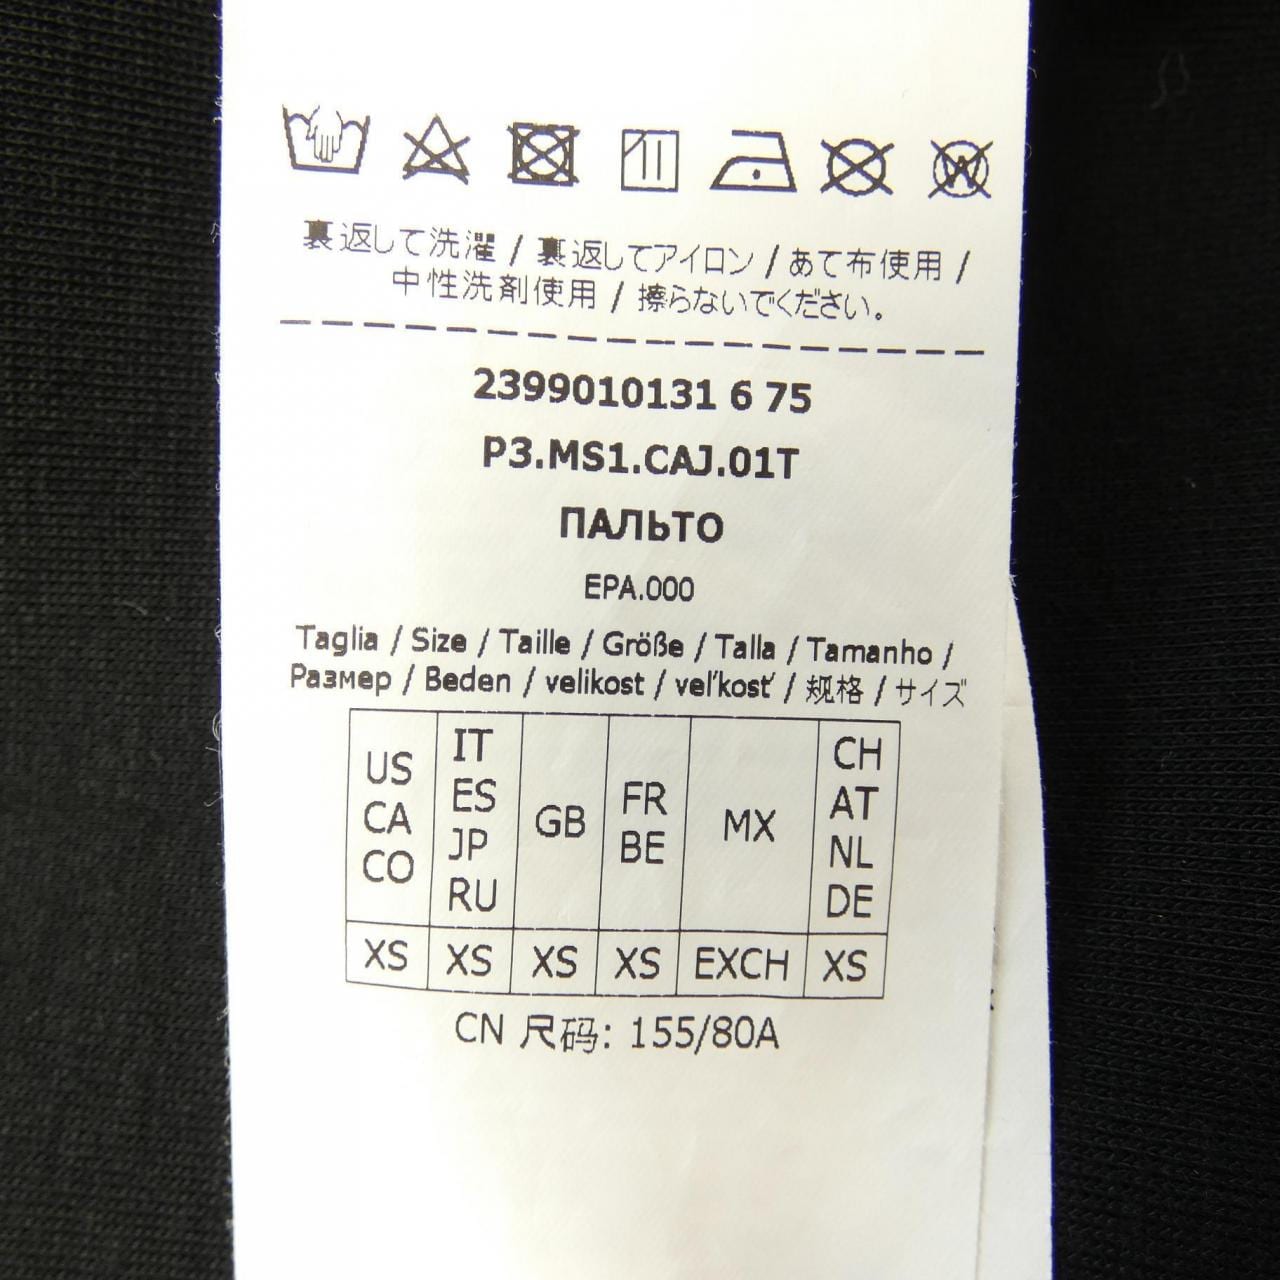 裏返して洗濯 / 裏返してアイロン / あて布使用 /
中性洗剤使用 / 擦らないでください。
2399010131 6 75
P3.MS1.CAJ.01T
ПАЛЬТО
EPA.000
Taglia / Size / Taille / Größe / Talla / Tamanho /
Размер / Beden / velikost / veľkosť / 规格 / サイズ
US CA CO | IT ES JP RU | GB | FR BE | MX | CH AT NL DE
XS | XS | XS | XS | EXCH | XS
CN 尺码: 155/80A